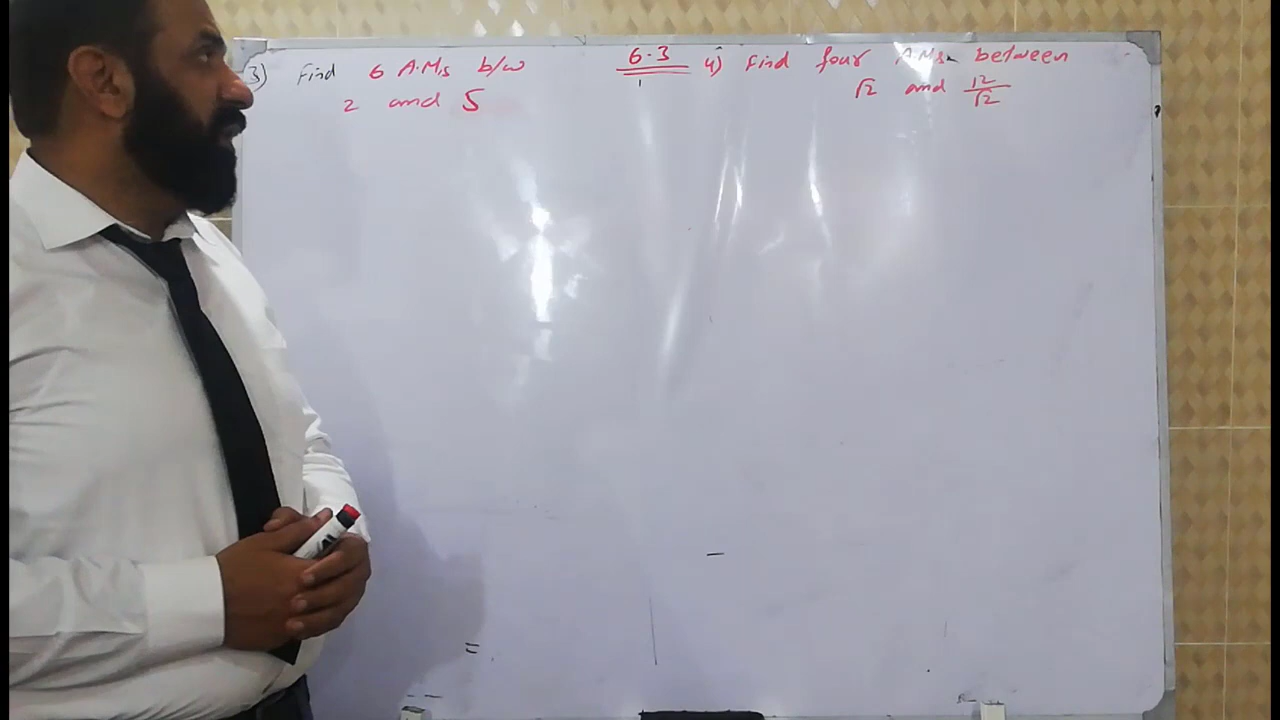 3) Find 6 A.Ms b/w
2 and 5
6.3
4) Find four A.Ms between
√2 and 12/√2